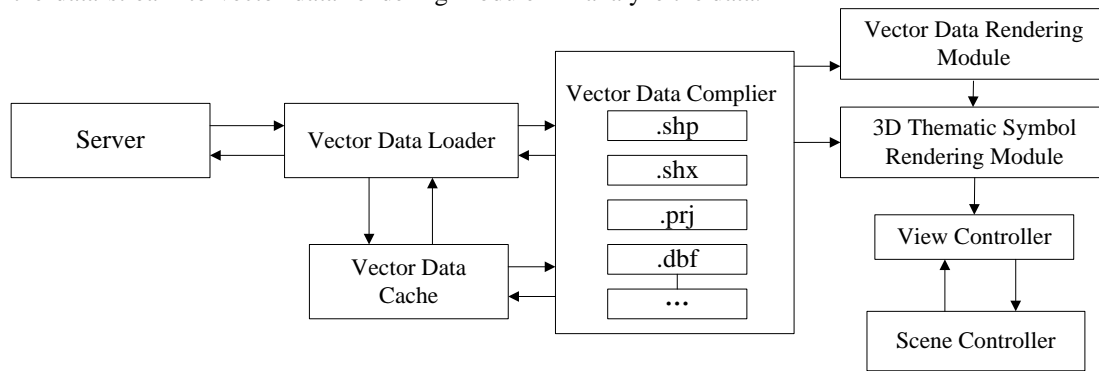 Server
Vector Data Loader
Vector Data
Cache
Vector Data Complier
.shp
.shx
.prj
.dbf
...
Vector Data Rendering
Module
3D Thematic Symbol
Rendering Module
View Controller
Scene Controller